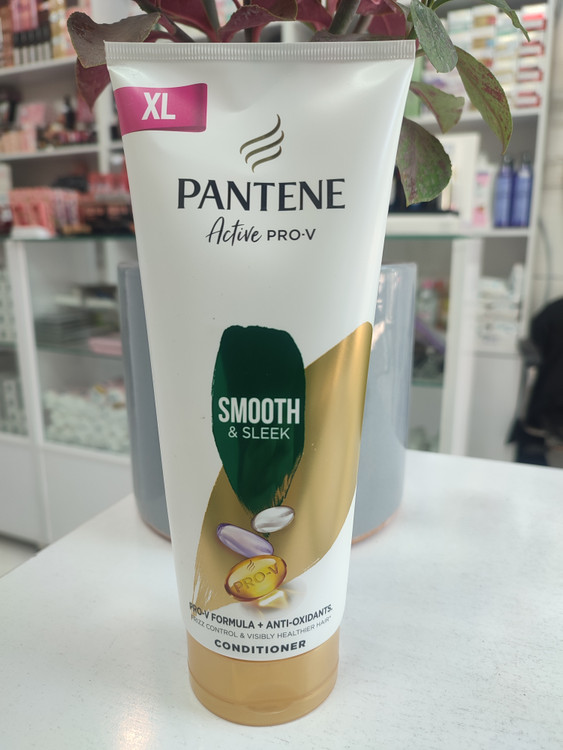 XL
PANTENE
Active PRO-V
SMOOTH
& SLEEK
PRO-V
PRO-V FORMULA + ANTI-OXIDANTS.
FRIZZ CONTROL & VISIBLY HEALTHIER HAIR*
CONDITIONER